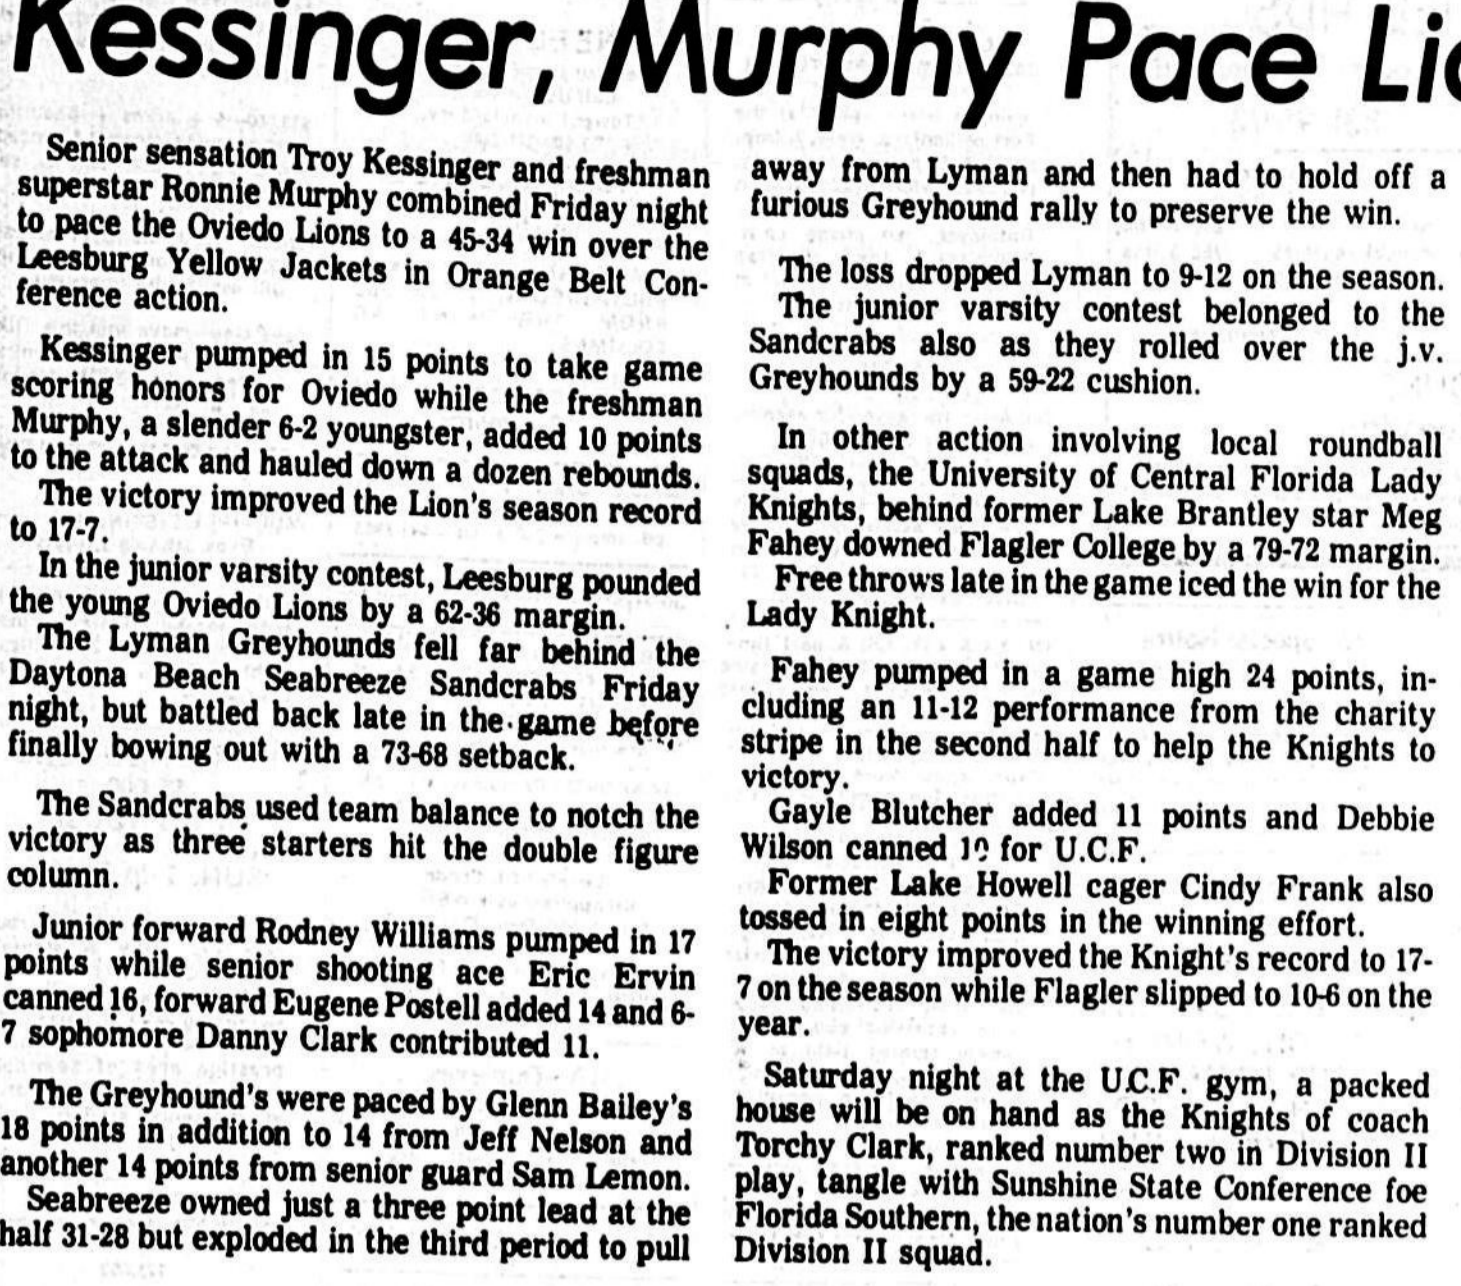 Kessinger, Murphy Pace
Senior sensation Troy Kessinger and freshman
superstar Ronnie Murphy combined Friday night
to pace the Oviedo Lions to a 45-34 win over the
Leesburg Yellow Jackets in Orange Belt Con-
ference action.
Kessinger pumped in 15 points to take game
scoring honors for Oviedo while the freshman
Murphy, a slender 6-2 youngster, added 10 points
to the attack and hauled down a dozen rebounds.
The victory improved the Lion's season record
to 17-7.
In the junior varsity contest, Leesburg pounded
the young Oviedo Lions by a 62-36 margin.
The Lyman Greyhounds fell far behind the
Daytona Beach Seabreeze Sandcrabs Friday
night, but battled back late in the game before
finally bowing out with a 73-68 setback.
The Sandcrabs used team balance to notch the
victory as three starters hit the double figure
column.
Junior forward Rodney Williams pumped in 17
points while senior shooting ace Eric Ervin
canned 16, forward Eugene Postell added 14 and 6-
7 sophomore Danny Clark contributed 11.
The Greyhound's were paced by Glenn Bailey's
18 points in addition to 14 from Jeff Nelson and
another 14 points from senior guard Sam Lemon.
Seabreeze owned just a three point lead at the
half 31-28 but exploded in the third period to pull
away from Lyman and then had to hold off a
furious Greyhound rally to preserve the win.
The loss dropped Lyman to 9-12 on the season.
The junior varsity contest belonged to the
Sandcrabs also as they rolled over the j.v.
Greyhounds by a 59-22 cushion.
In other action involving local roundball
squads, the University of Central Florida Lady
Knights, behind former Lake Brantley star Meg
Fahey downed Flagler College by a 79-72 margin.
Free throws late in the game iced the win for the
Lady Knight.
Fahey pumped in a game high 24 points, in-
cluding an 11-12 performance from the charity
stripe in the second half to help the Knights to
victory.
Gayle Blutcher added 11 points and Debbie
Wilson canned for U.C.F.
Former Lake Howell cager Cindy Frank also
tossed in eight points in the winning effort.
The victory improved the Knight's record to 17-
7 on the season while Flagler slipped to 10-6 on the
year.
Saturday night at the U.C.F. gym, a packed
house will be on hand as the Knights of coach
Torchy Clark, ranked number two in Division II
play, tangle with Sunshine State Conference foe
Florida Southern, the nation's number one ranked
Division II squad.